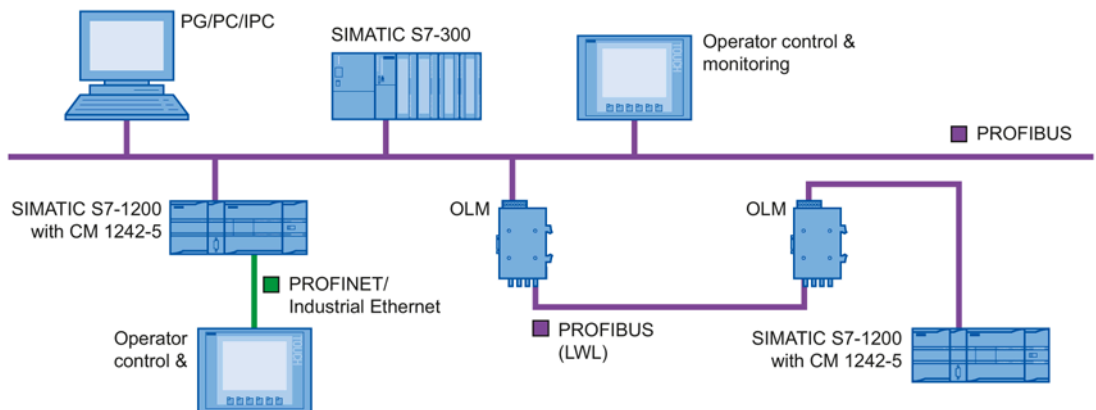 PG/PC/IPC
SIMATIC S7-300
Operator control &
monitoring
PROFIBUS
SIMATIC S7-1200
with CM 1242-5
OLM
OLM
PROFINET/
Industrial Ethernet
Operator
control &
PROFIBUS
(LWL)
SIMATIC S7-1200
with CM 1242-5